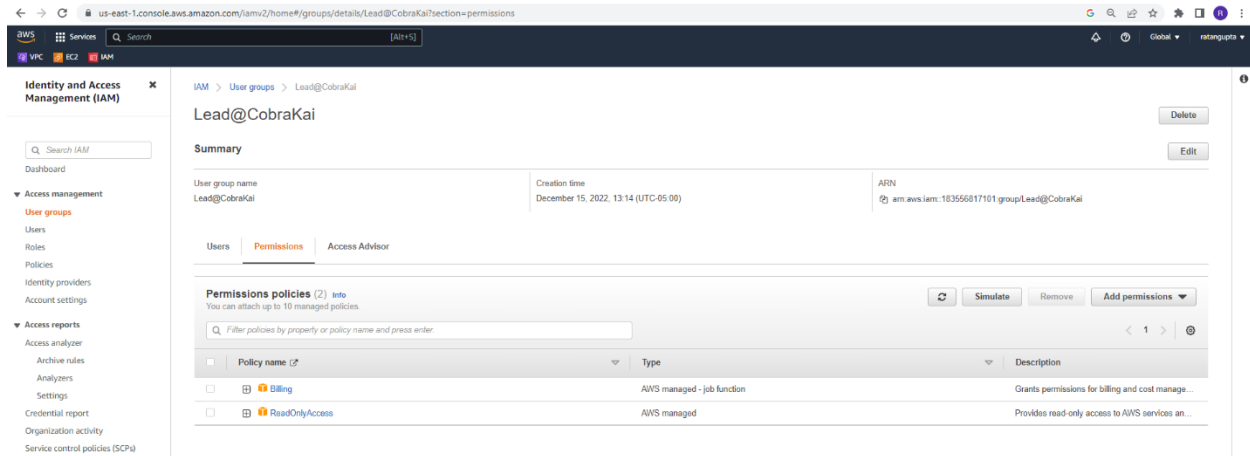 us-east-1.console.aws.amazon.com/iamv2/home#/groups/details/Lead@CobraKai?section=permissions
aws Services Search [Alt+S] Global ratangupta
VPC EC2 IAM
Identity and Access
Management (IAM)
Search IAM
Dashboard
Access management
User groups
Users
Roles
Policies
Identity providers
Account settings
Access reports
Access analyzer
Archive rules
Analyzers
Settings
Credential report
Organization activity
Service control policies (SCPs)
IAM > User groups > Lead@CobraKai
Lead@CobraKai Delete
Summary Edit
User group name Creation time ARN
Lead@CobraKai December 15, 2022, 13:14 (UTC-05:00) arn:aws:iam::183556817101:group/Lead@CobraKai
Users Permissions Access Advisor
Permissions policies (2) Info Simulate Remove Add permissions
You can attach up to 10 managed policies.
Filter policies by property or policy name and press enter. 1
Policy name Type Description
Billing AWS managed - job function Grants permissions for billing and cost manage...
ReadOnlyAccess AWS managed Provides read-only access to AWS services an...